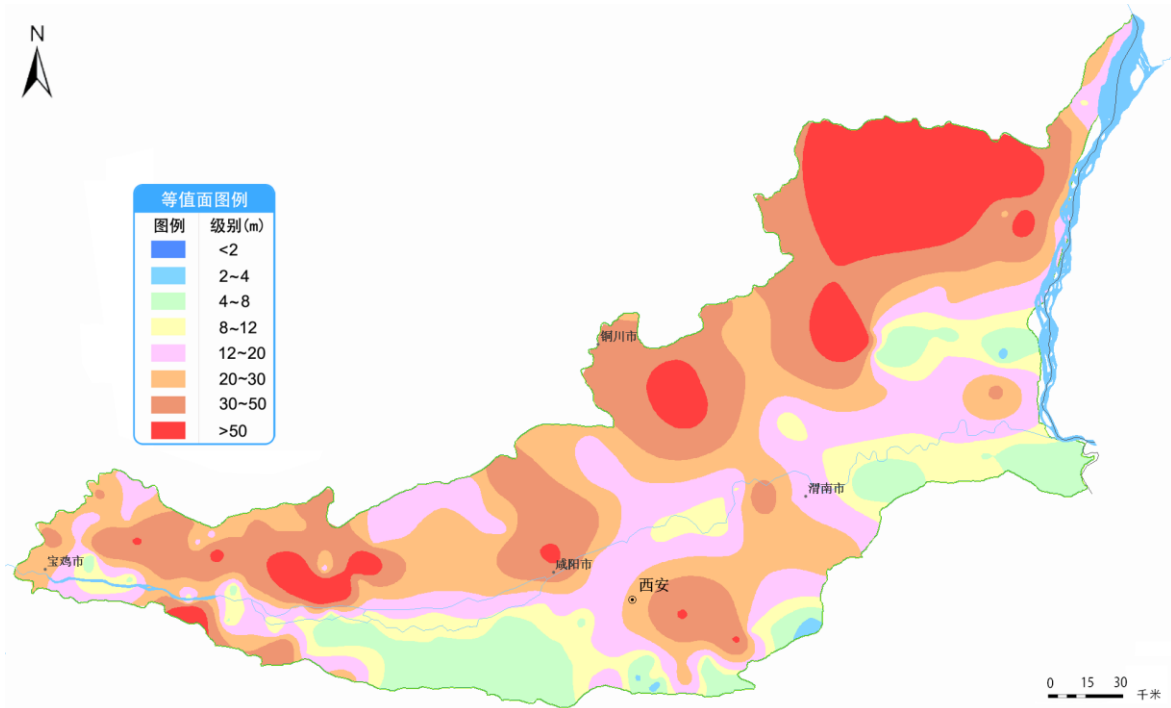 N
等值面图例
图例 级别(m)
<2
2~4
4~8
8~12
12~20
20~30
30~50
>50
铜川市
渭南市
宝鸡市
咸阳市
西安
0 15 30
千米